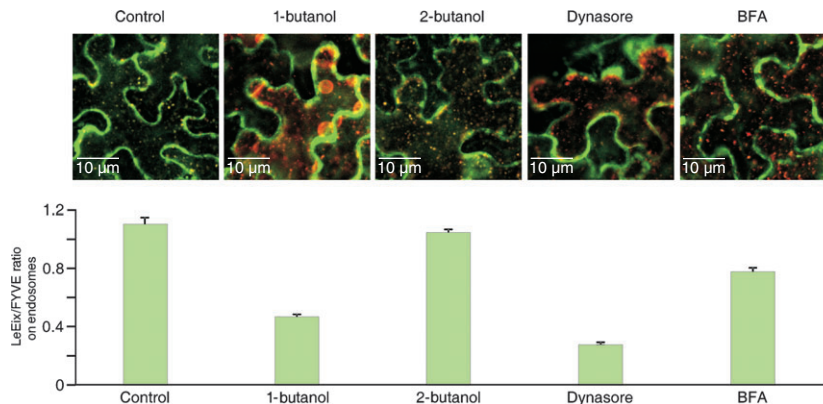 Control 1-butanol 2-butanol Dynasore BFA
10 μm 10 μm 10 μm 10 μm 10 μm
1.2
0.8
0.4
0
LeEix/FYVE ratio
on endosomes
Control 1-butanol 2-butanol Dynasore BFA